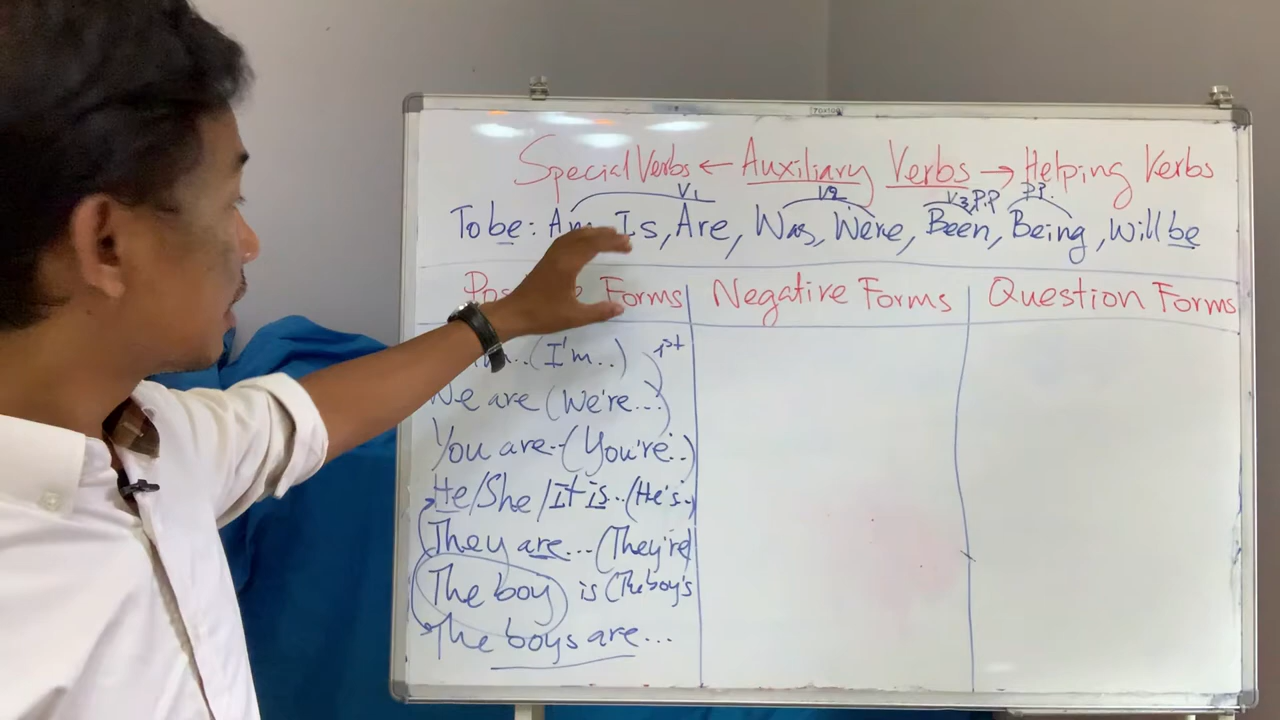 Special Verbs ← Auxiliary Verbs → Helping Verbs
V1 V2 V3 P.P P.P.
To be: Am Is, Are, Was, Were, Been, Being, Will be
Forms Negative Forms Question Forms
(I'm..) 1st
We are (We're...)
You are..(You're..)
He/She/It is..(He's..
They are...(They're)
The boy is (The boy's
The boys are...